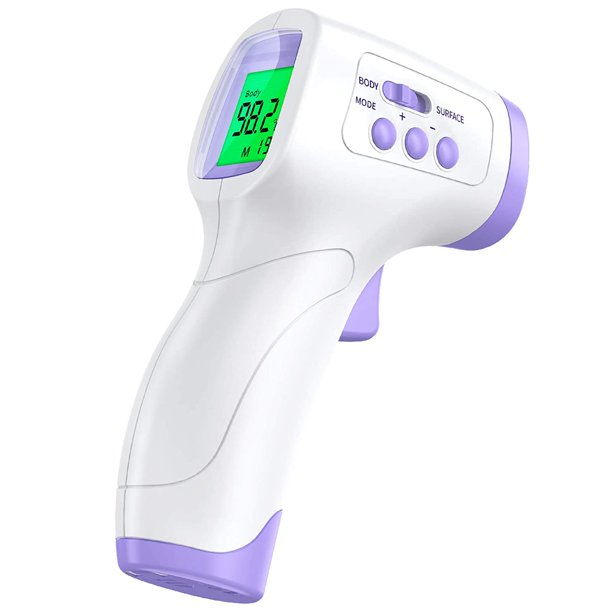 Body
98.2
M 19
BODY
SURFACE
MODE
+
-